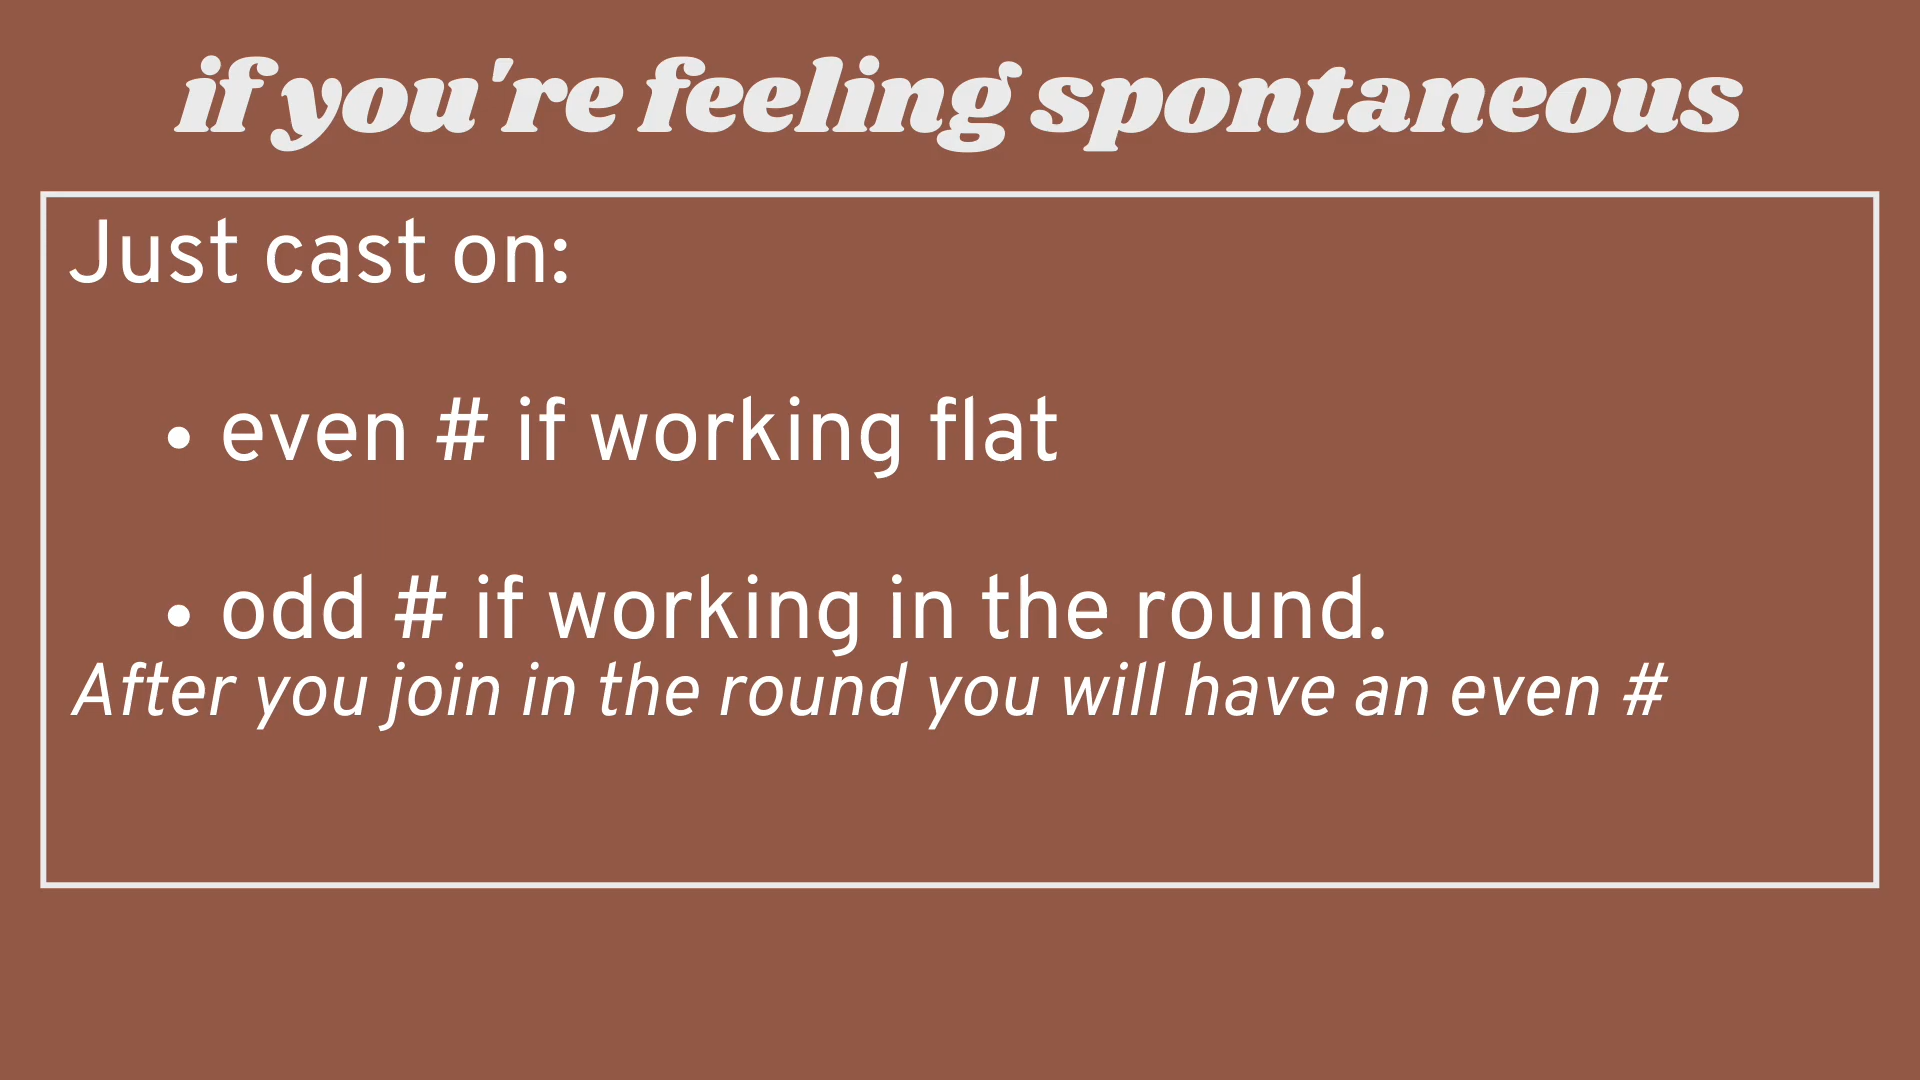 if you're feeling spontaneous
Just cast on:
• even # if working flat
• odd # if working in the round.
After you join in the round you will have an even #